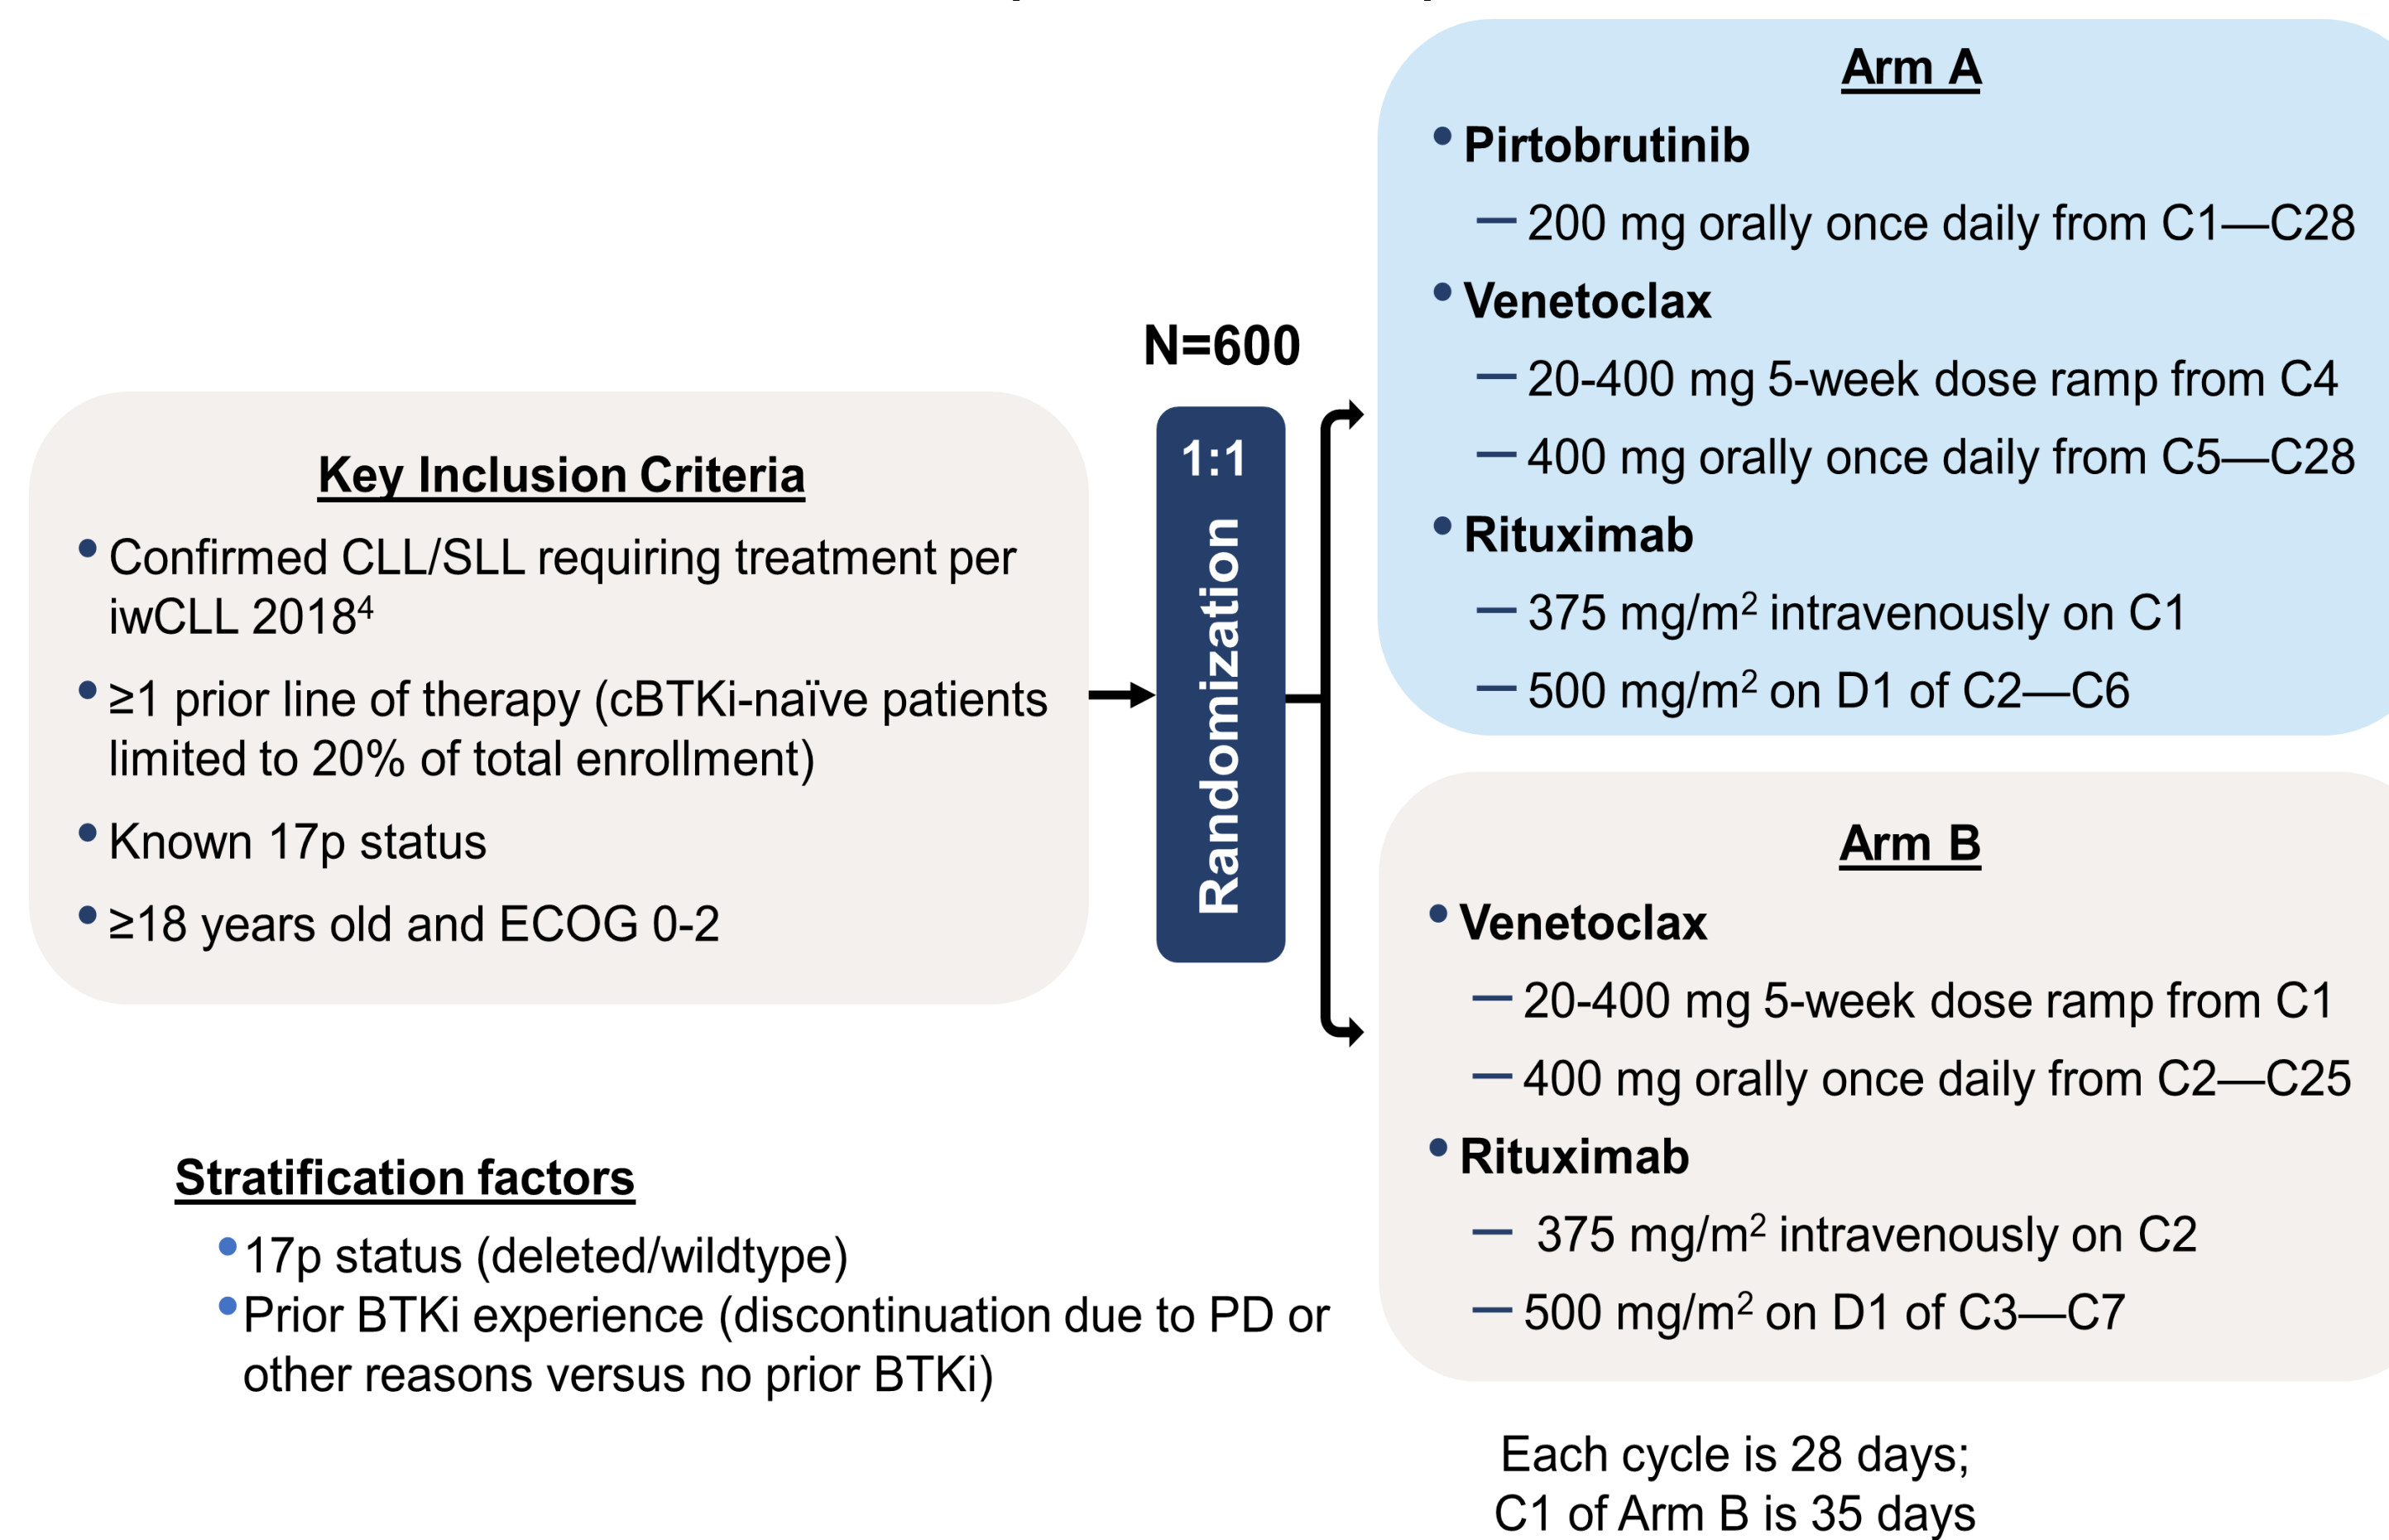 Key Inclusion Criteria
• Confirmed CLL/SLL requiring treatment per
iwCLL 2018⁴
• ≥1 prior line of therapy (cBTKi-naïve patients
limited to 20% of total enrollment)
• Known 17p status
• ≥18 years old and ECOG 0-2
Stratification factors
• 17p status (deleted/wildtype)
• Prior BTKi experience (discontinuation due to PD or
other reasons versus no prior BTKi)
N=600
1:1
Randomization
Arm A
• Pirtobrutinib
— 200 mg orally once daily from C1—C28
• Venetoclax
— 20-400 mg 5-week dose ramp from C4
— 400 mg orally once daily from C5—C28
• Rituximab
— 375 mg/m² intravenously on C1
— 500 mg/m² on D1 of C2—C6
Arm B
• Venetoclax
— 20-400 mg 5-week dose ramp from C1
— 400 mg orally once daily from C2—C25
• Rituximab
— 375 mg/m² intravenously on C2
— 500 mg/m² on D1 of C3—C7
Each cycle is 28 days;
C1 of Arm B is 35 days